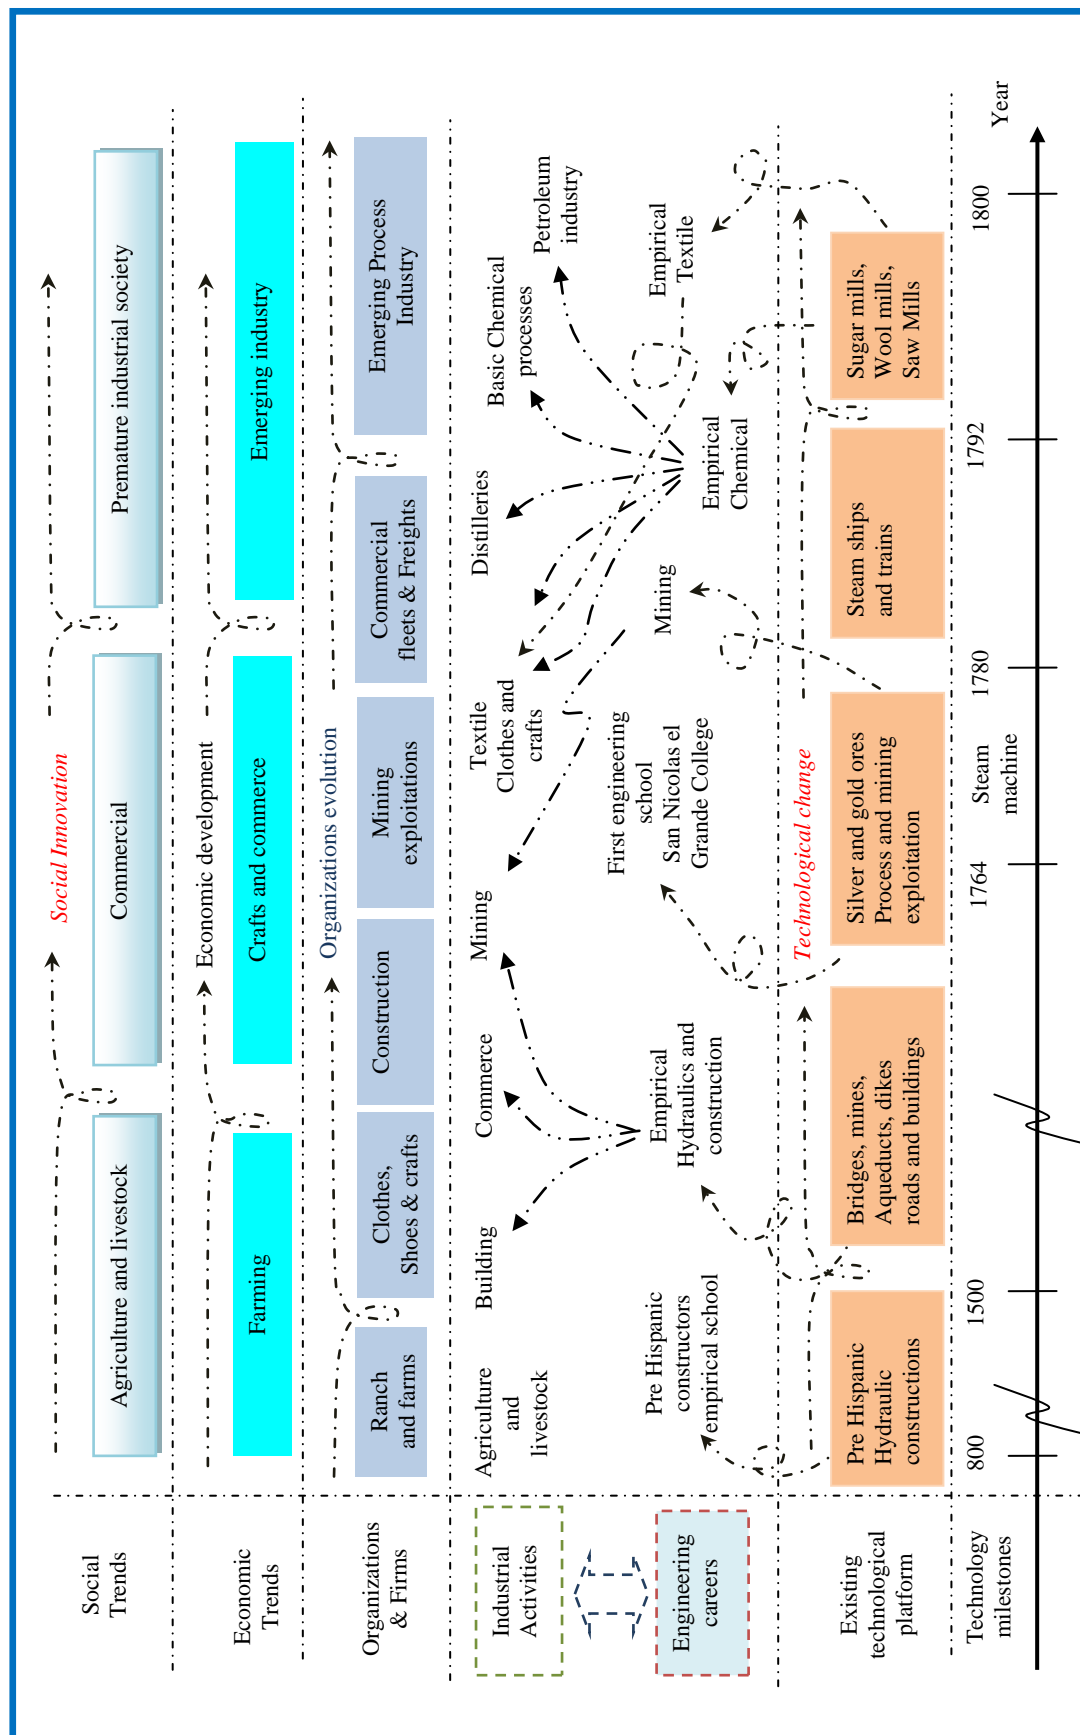 Social
Trends
Agriculture and livestock
Commercial
Premature industrial society
Social Innovation
Economic
Trends
Economic development
Farming
Crafts and commerce
Emerging industry
Organizations
& Firms
Organizations evolution
Ranch
and farms
Clothes,
Shoes & crafts
Construction
Mining
exploitations
Commercial
fleets & Freights
Emerging Process
Industry
Industrial
Activities
Agriculture
and
livestock
Building
Commerce
Mining
Textile
Clothes and
crafts
Distilleries
Basic Chemical
processes
Petroleum
industry
Engineering
careers
Pre Hispanic
constructors
empirical school
Empirical
Hydraulics and
construction
First engineering
school
San Nicolas el
Grande College
Mining
Empirical
Chemical
Empirical
Textile
Existing
technological
platform
Technological change
Pre Hispanic
Hydraulic
constructions
Bridges, mines,
Aqueducts, dikes
roads and buildings
Silver and gold ores
Process and mining
exploitation
Steam ships
and trains
Sugar mills,
Wool mills,
Saw Mills
Technology
milestones
800
1500
1764
Steam
machine
1780
1792
1800
Year